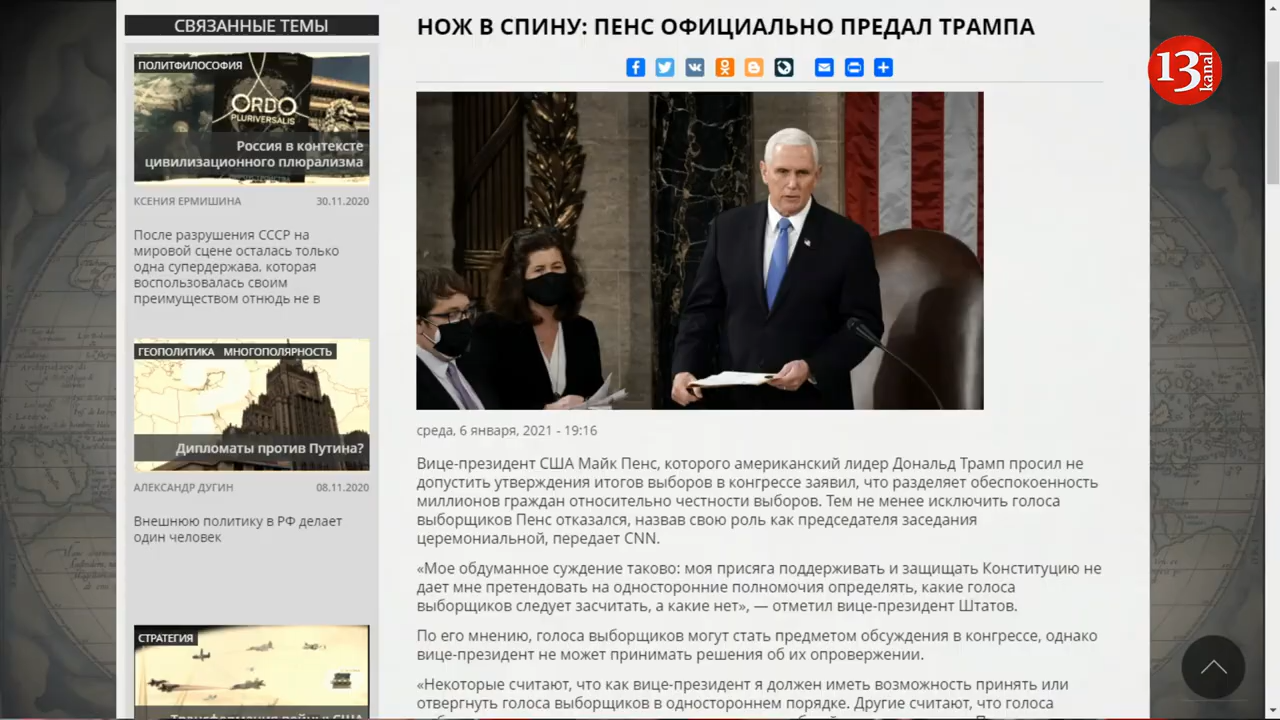 СВЯЗАННЫЕ ТЕМЫ
ПОЛИТФИЛОСОФИЯ
ORDO
PLURIVERSALIS
Россия в контексте
цивилизационного плюрализма
КСЕНИЯ ЕРМИШИНА 30.11.2020
После разрушения СССР на
мировой сцене осталась только
одна супердержава, которая
воспользовалась своим
преимуществом отнюдь не в
ГЕОПОЛИТИКА МНОГОПОЛЯРНОСТЬ
Дипломаты против Путина?
АЛЕКСАНДР ДУГИН 08.11.2020
Внешнюю политику в РФ делает
один человек
СТРАТЕГИЯ
НОЖ В СПИНУ: ПЕНС ОФИЦИАЛЬНО ПРЕДАЛ ТРАМПА
13 kanal
среда, 6 января, 2021 - 19:16
Вице-президент США Майк Пенс, которого американский лидер Дональд Трамп просил не
допустить утверждения итогов выборов в конгрессе заявил, что разделяет обеспокоенность
миллионов граждан относительно честности выборов. Тем не менее исключить голоса
выборщиков Пенс отказался, назвав свою роль как председателя заседания
церемониальной, передает CNN.
«Мое обдуманное суждение таково: моя присяга поддерживать и защищать Конституцию не
дает мне претендовать на односторонние полномочия определять, какие голоса
выборщиков следует засчитать, а какие нет», — отметил вице-президент Штатов.
По его мнению, голоса выборщиков могут стать предметом обсуждения в конгрессе, однако
вице-президент не может принимать решения об их опровержении.
«Некоторые считают, что как вице-президент я должен иметь возможность принять или
отвергнуть голоса выборщиков в одностороннем порядке. Другие считают, что голоса